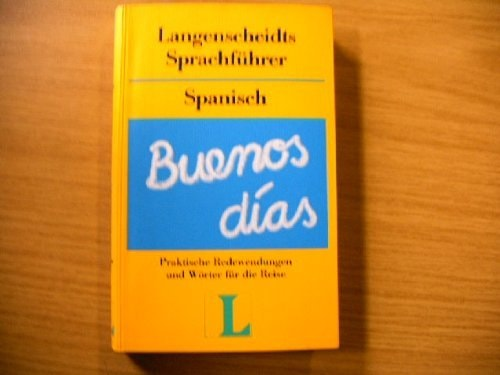 Langenscheidts
Sprachführer
Spanisch
Buenos
días
Praktische Redewendungen
und Wörter für die Reise
L